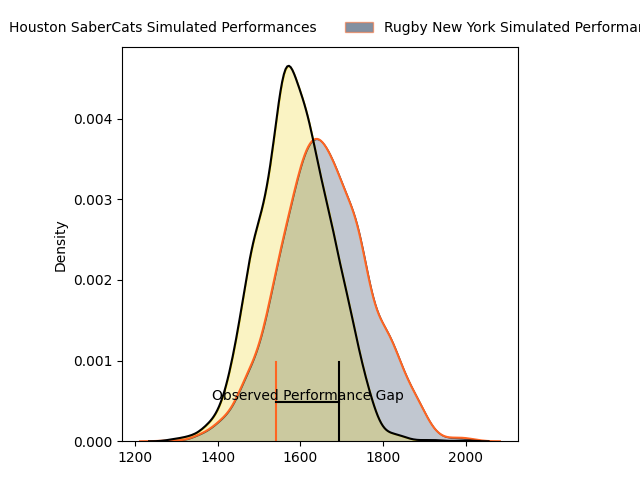 Houston SaberCats Simulated Performances
Rugby New York Simulated
Density
0.004
0.003
0.002
0.001
0.000
Observed Performance Gap
1200 1400 1600 1800 2000